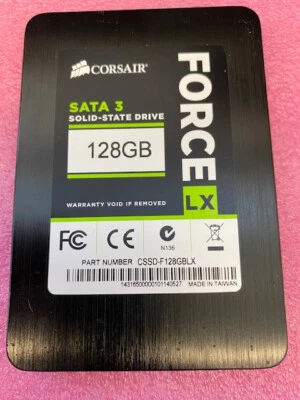 CORSAIR
SATA 3
SOLID-STATE DRIVE
128GB
FORCE
LX
WARRANTY VOID IF REMOVED
FC CE
N136
PART NUMBER: CSSD-F128GBLX
14316500000101140527 MADE IN TAIWAN